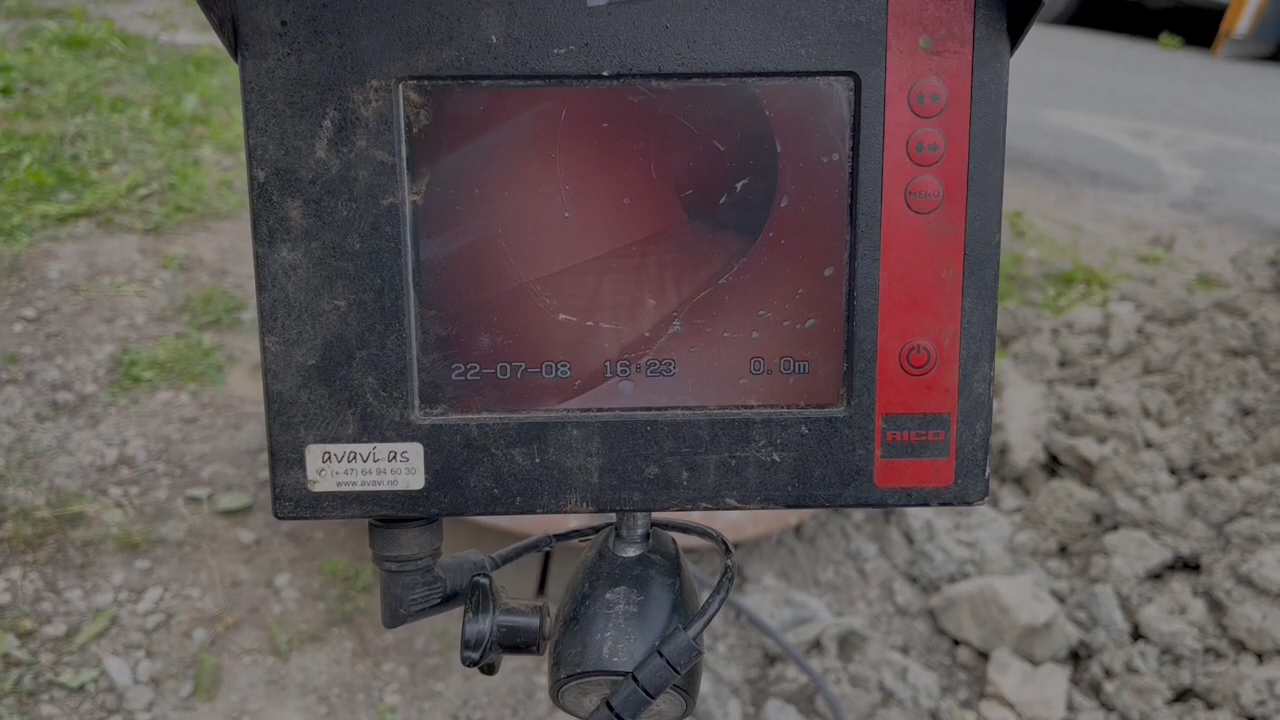 MENU
22-07-08 16:23 0.0m
RICO
avavi as
(+47) 64 94 60 30
www.avavi.no